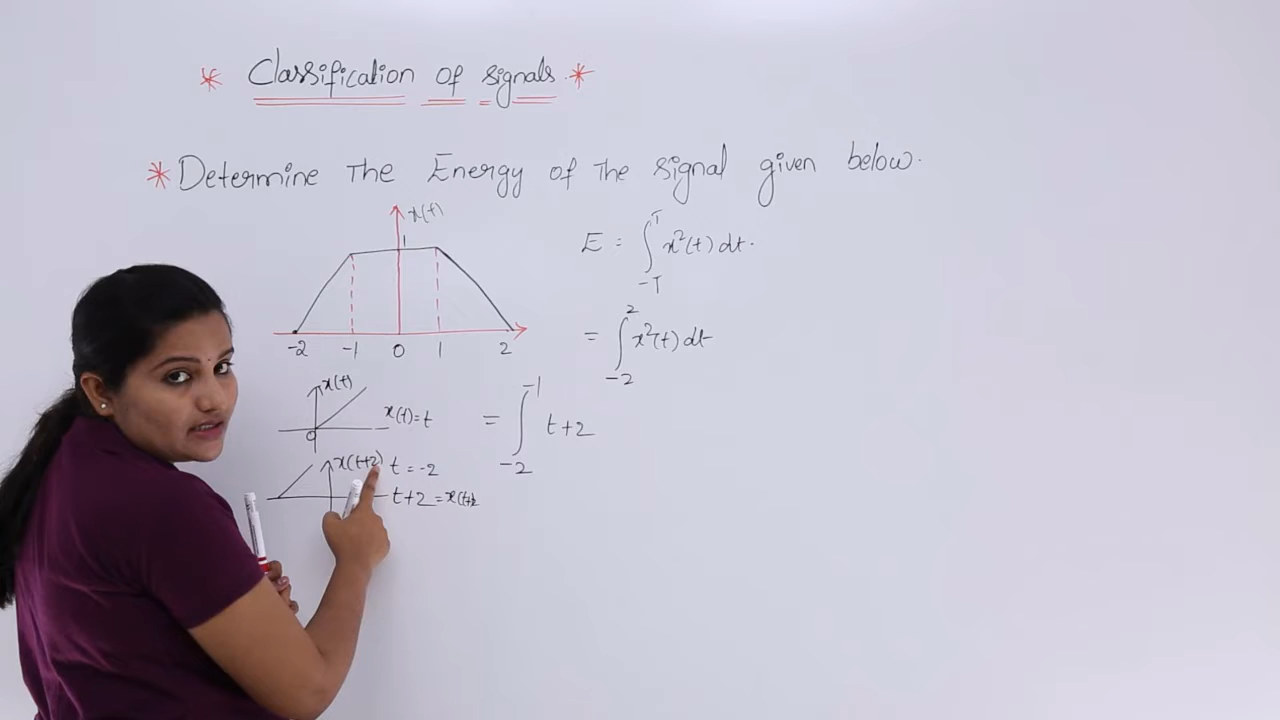 * Classification of signals. *
* Determine The Energy of The signal given below.
x(t)
1
-2 -1 0 1 2
E = ∫_{-T}^{T} x²(t) dt.
= ∫_{-2}^{2} x²(t) dt
x(t)
0
x(t) = t
= ∫_{-2}^{-1} t+2
x(t+2) t = -2
t+2 = x(t+2